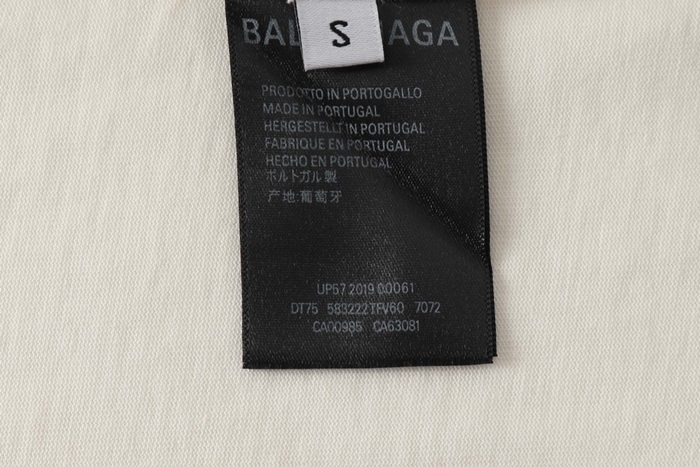 BAL AGA
S
PRODOTTO IN PORTOGALLO
MADE IN PORTUGAL
HERGESTELLT IN PORTUGAL
FABRIQUE EN PORTUGAL
HECHO EN PORTUGAL
ポルトガル製
产地:葡萄牙
UP57 2019 00061
DT75 583222TFV60 7072
CA00985 CA63081